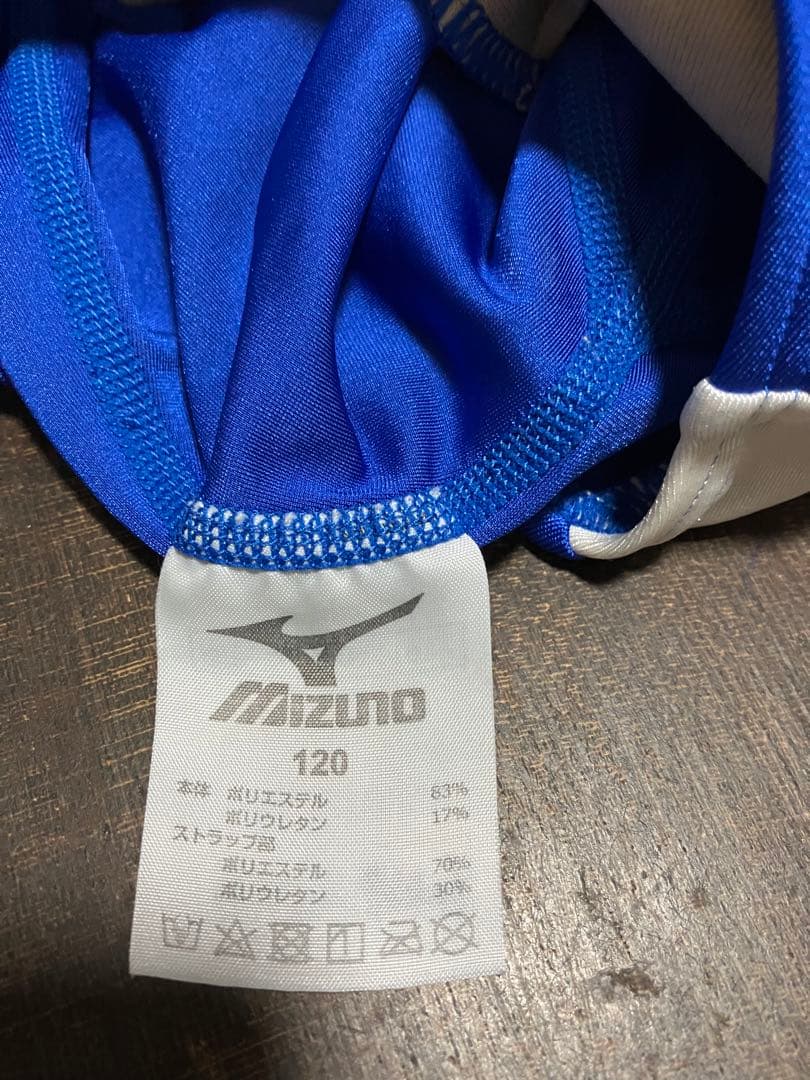 MIZUNO
120
本体 ポリエステル 83%
ポリウレタン 17%
ストラップ部
ポリエステル 70%
ポリウレタン 30%